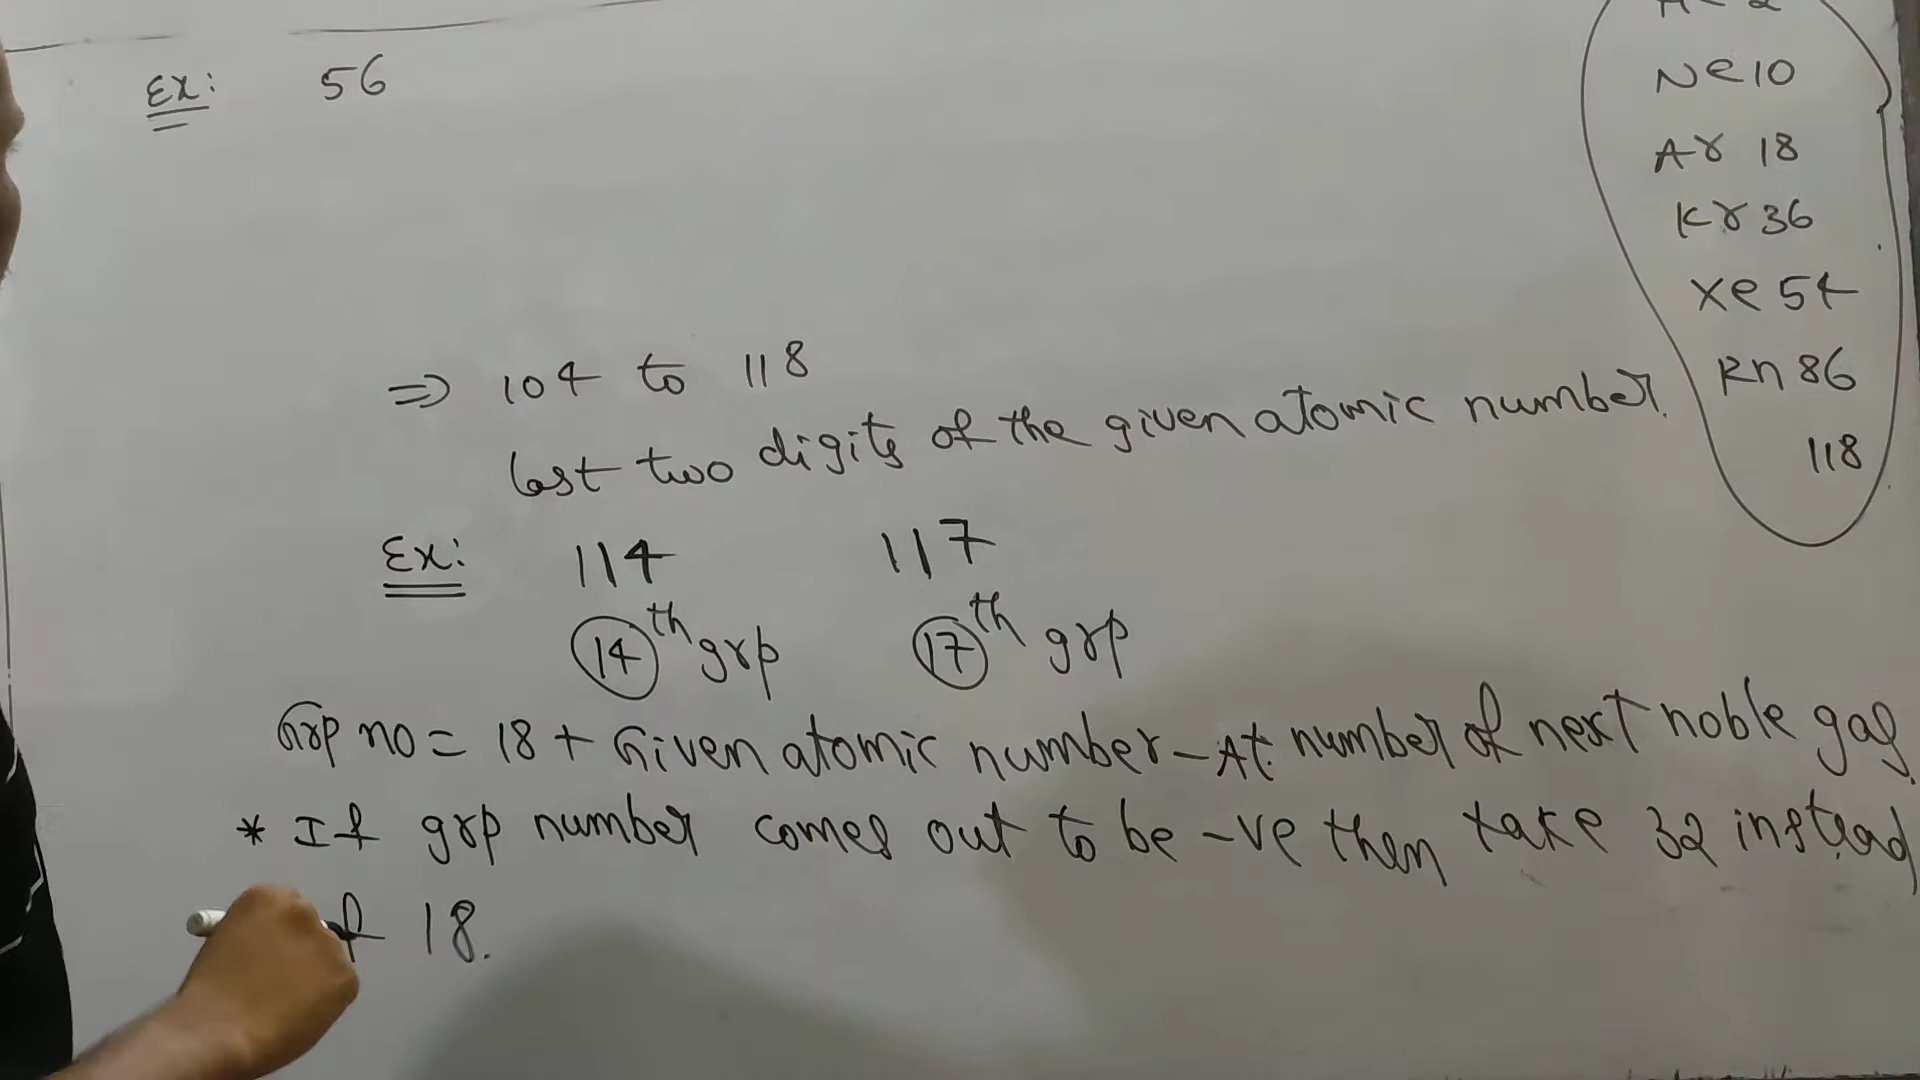 Ex: 56
⇒ 104 to 118
last two digits of the given atomic number.
Ex: 114 117
14th grp 17th grp
Grp no = 18 + Given atomic number - At. number of next noble gas
* If grp number comes out to be -ve then take 32 instead
of 18.
Ne 10
Ar 18
Kr 36
Xe 54
Rn 86
118